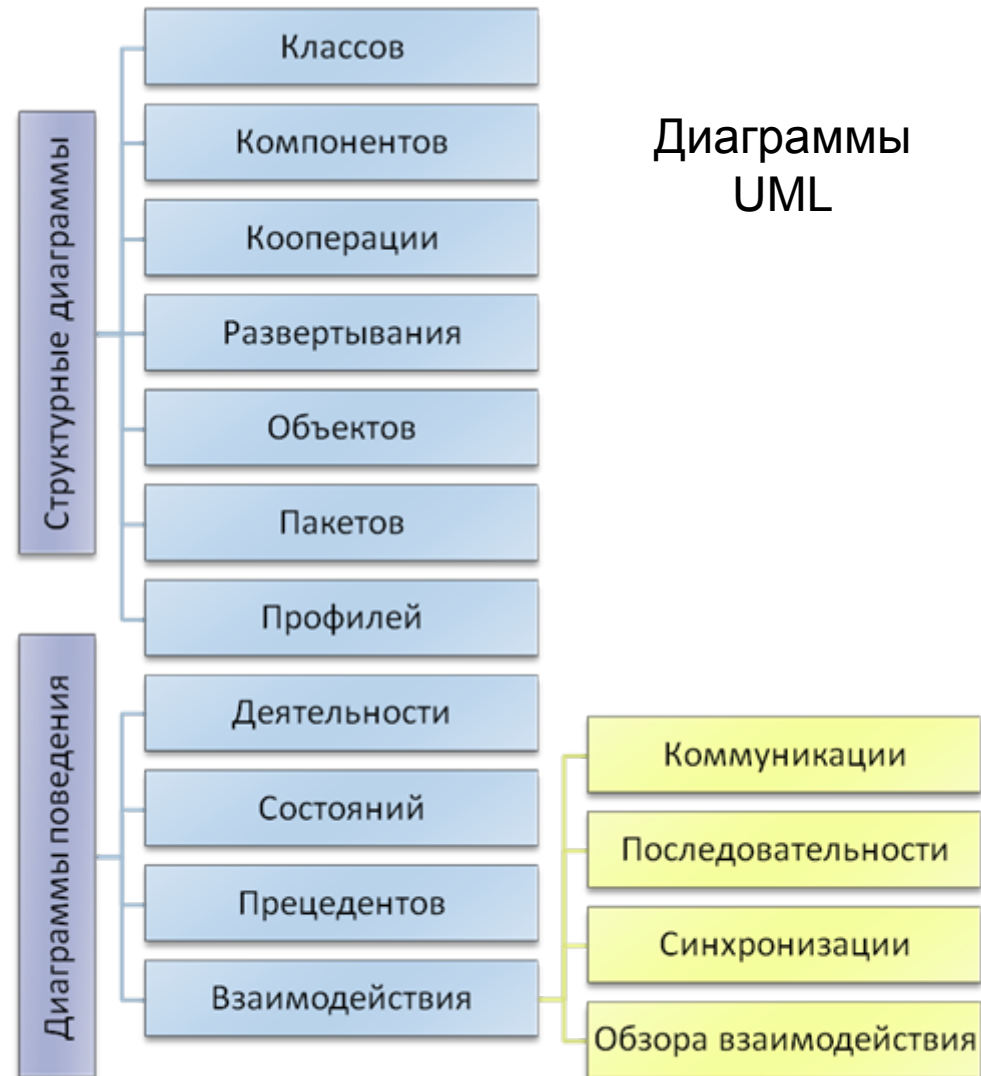 Диаграммы
UML
Структурные диаграммы
Классов
Компонентов
Кооперации
Развертывания
Объектов
Пакетов
Профилей
Диаграммы поведения
Деятельности
Состояний
Прецедентов
Взаимодействия
Коммуникации
Последовательности
Синхронизации
Обзора взаимодействия